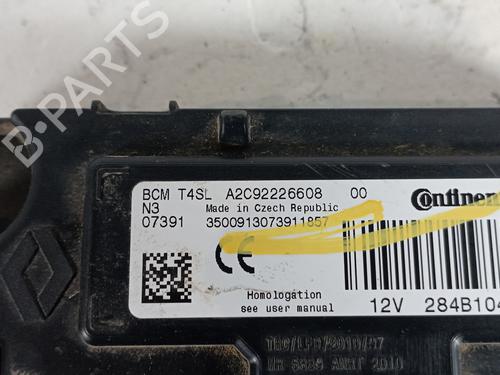 BCM T4SL A2C92226608 00
N3 Made in Czech Republic
07391 3500913073911857
Continen
CE
Homologation
see user manual
12V 284B104
B-PARTS